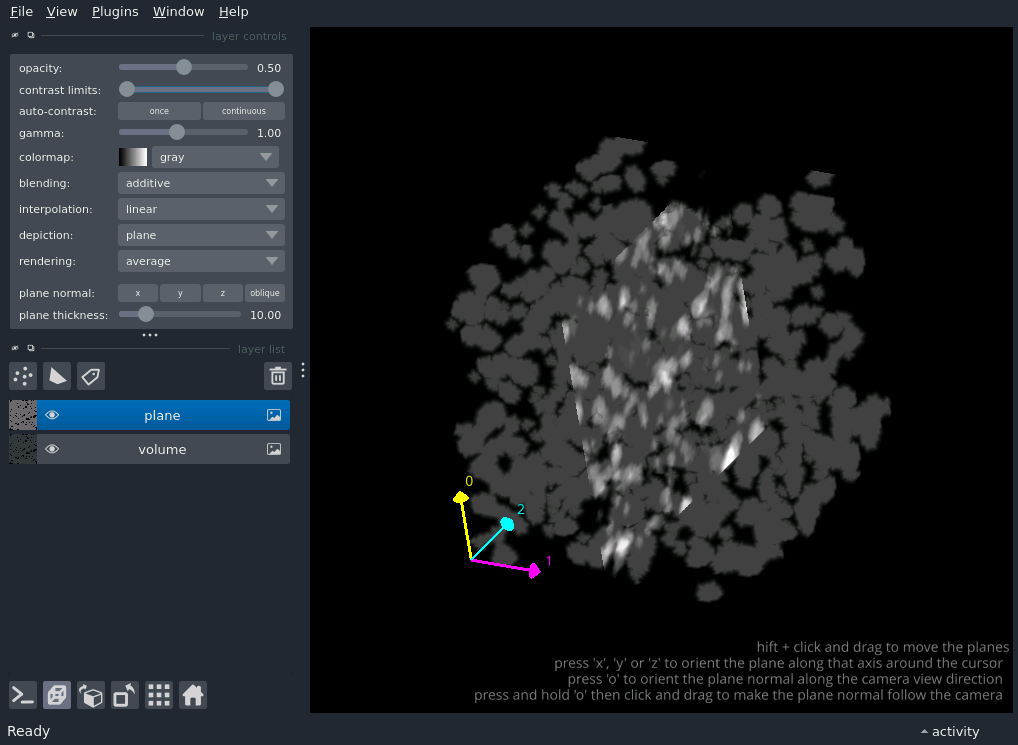 File View Plugins Window Help
layer controls
opacity: 0.50
contrast limits:
auto-contrast: once continuous
gamma: 1.00
colormap: gray
blending: additive
interpolation: linear
depiction: plane
rendering: average
plane normal: x y z oblique
plane thickness: 10.00
layer list
plane
volume
0
2
1
hift + click and drag to move the planes
press 'x', 'y' or 'z' to orient the plane along that axis around the cursor
press 'o' to orient the plane normal along the camera view direction
press and hold 'o' then click and drag to make the plane normal follow the camera
Ready activity